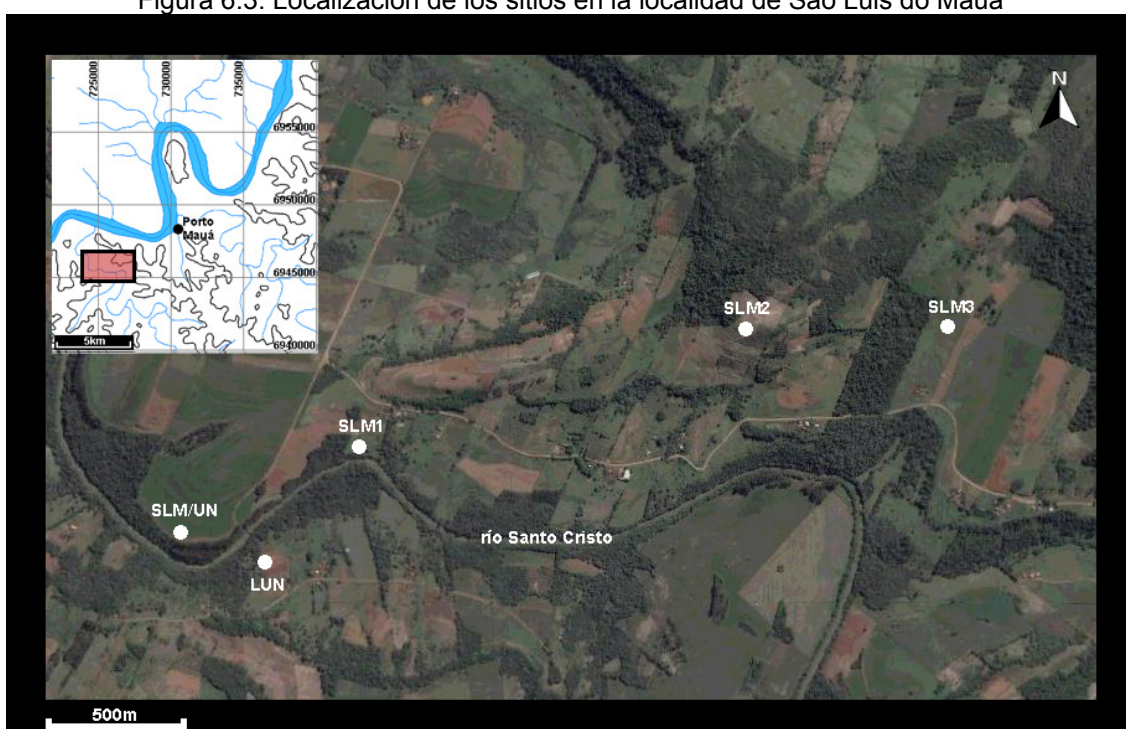 Figura 6.3. Localización de los sitios en la localidad de São Luis do Mauá
725000
730000
735000
6955000
6950000
Porto
Mauá
6945000
5km
6940000
N
SLM2
SLM3
SLM1
SLM/UN
río Santo Cristo
LUN
500m